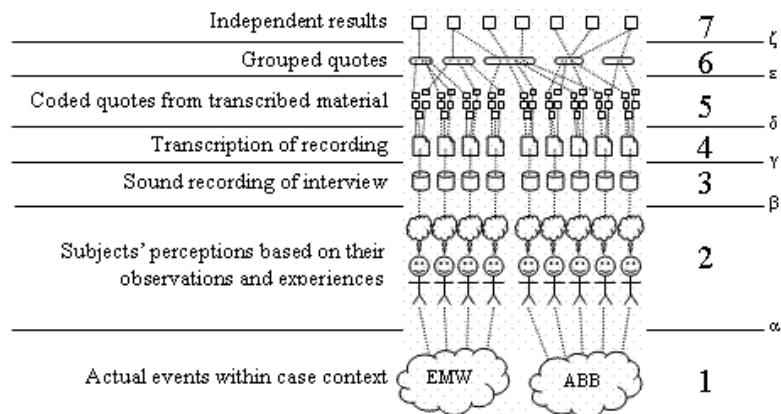 Independent results 7
ζ
Grouped quotes 6
ε
Coded quotes from transcribed material 5
δ
Transcription of recording 4
γ
Sound recording of interview 3
β
Subjects' perceptions based on their
observations and experiences 2
α
Actual events within case context EMW ABB 1